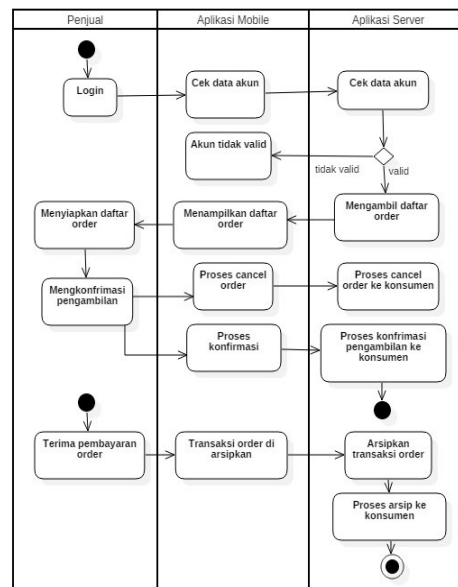 Penjual
Aplikasi Mobile
Aplikasi Server
Login
Cek data akun
Cek data akun
Akun tidak valid
tidak valid
valid
Menyiapkan daftar
order
Menampilkan daftar
order
Mengambil daftar
order
Mengkonfrimasi
pengambilan
Proses cancel
order
Proses cancel
order ke konsumen
Proses
konfirmasi
Proses konfrimasi
pengambilan ke
konsumen
Terima pembayaran
order
Transaksi order di
arsipkan
Arsipkan
transaksi order
Proses arsip ke
konsumen